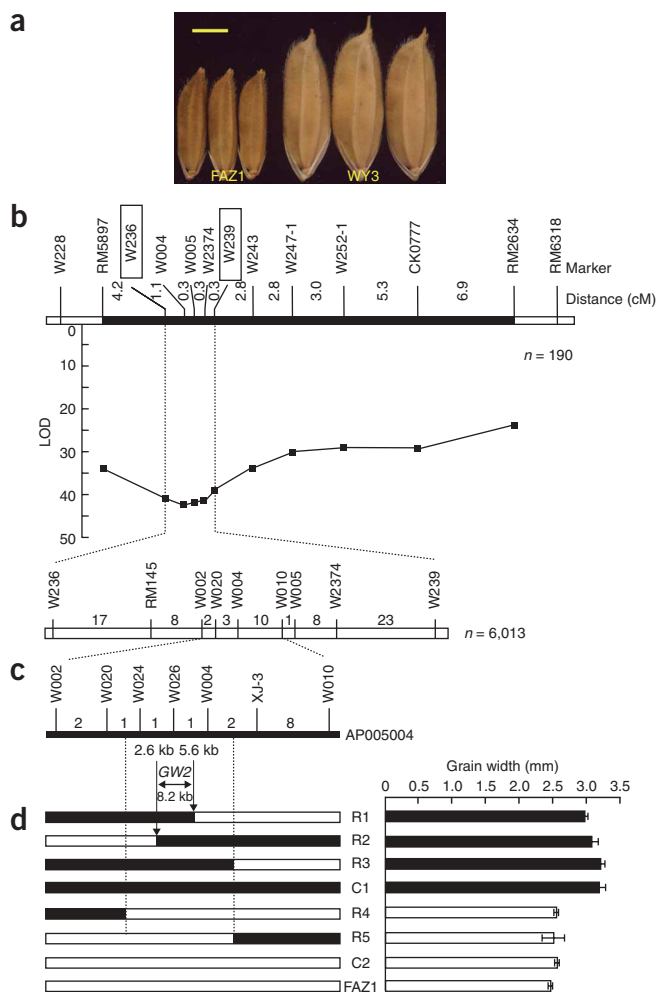 a
FAZ1 WY3
b
W228 RM5897 W236 W004 W005 W2374 W239 W243 W247-1 W252-1 CK0777 RM2634 RM6318 Marker
4.2 1.1 0.3 0.3 0.3 2.8 2.8 3.0 5.3 6.9 Distance (cM)
0
10
20
30
40
50
LOD
n = 190
W236 RM145 W002 W020 W004 W010 W005 W2374 W239
17 8 2 3 10 1 8 23 n = 6,013
c
W002 W020 W024 W026 W004 XJ-3 W010
2 1 1 1 2 8 AP005004
2.6 kb 5.6 kb
GW2
8.2 kb
Grain width (mm)
0 0.5 1.0 1.5 2.0 2.5 3.0 3.5
d
R1
R2
R3
C1
R4
R5
C2
FAZ1